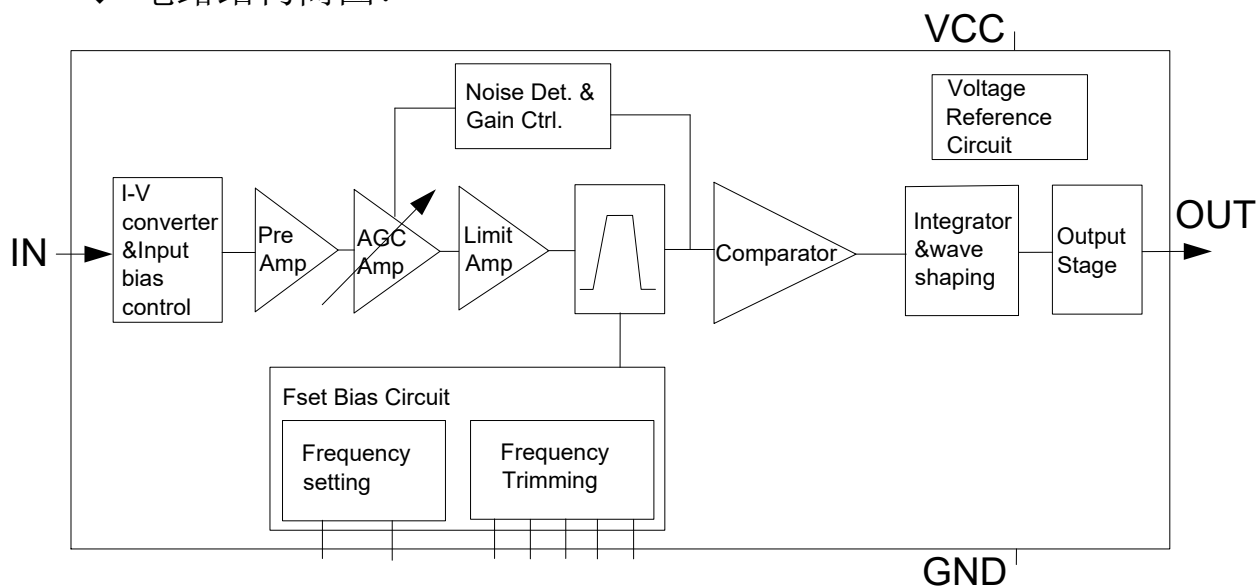 VCC
Noise Det. &
Gain Ctrl.
Voltage
Reference
Circuit
IN
I-V
converter
&Input
bias
control
Pre
Amp
AGC
Amp
Limit
Amp
Comparator
Integrator
&wave
shaping
Output
Stage
OUT
Fset Bias Circuit
Frequency
setting
Frequency
Trimming
GND